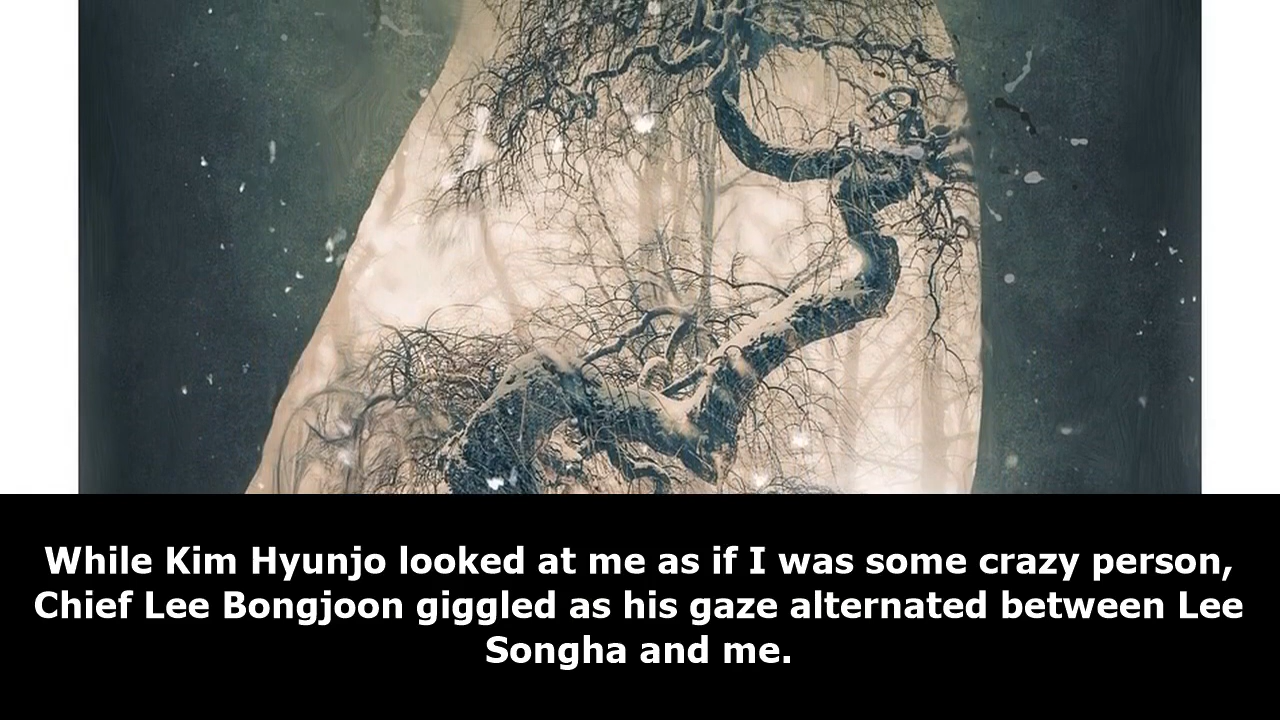 While Kim Hyunjo looked at me as if I was some crazy person,
Chief Lee Bongjoon giggled as his gaze alternated between Lee
Songha and me.